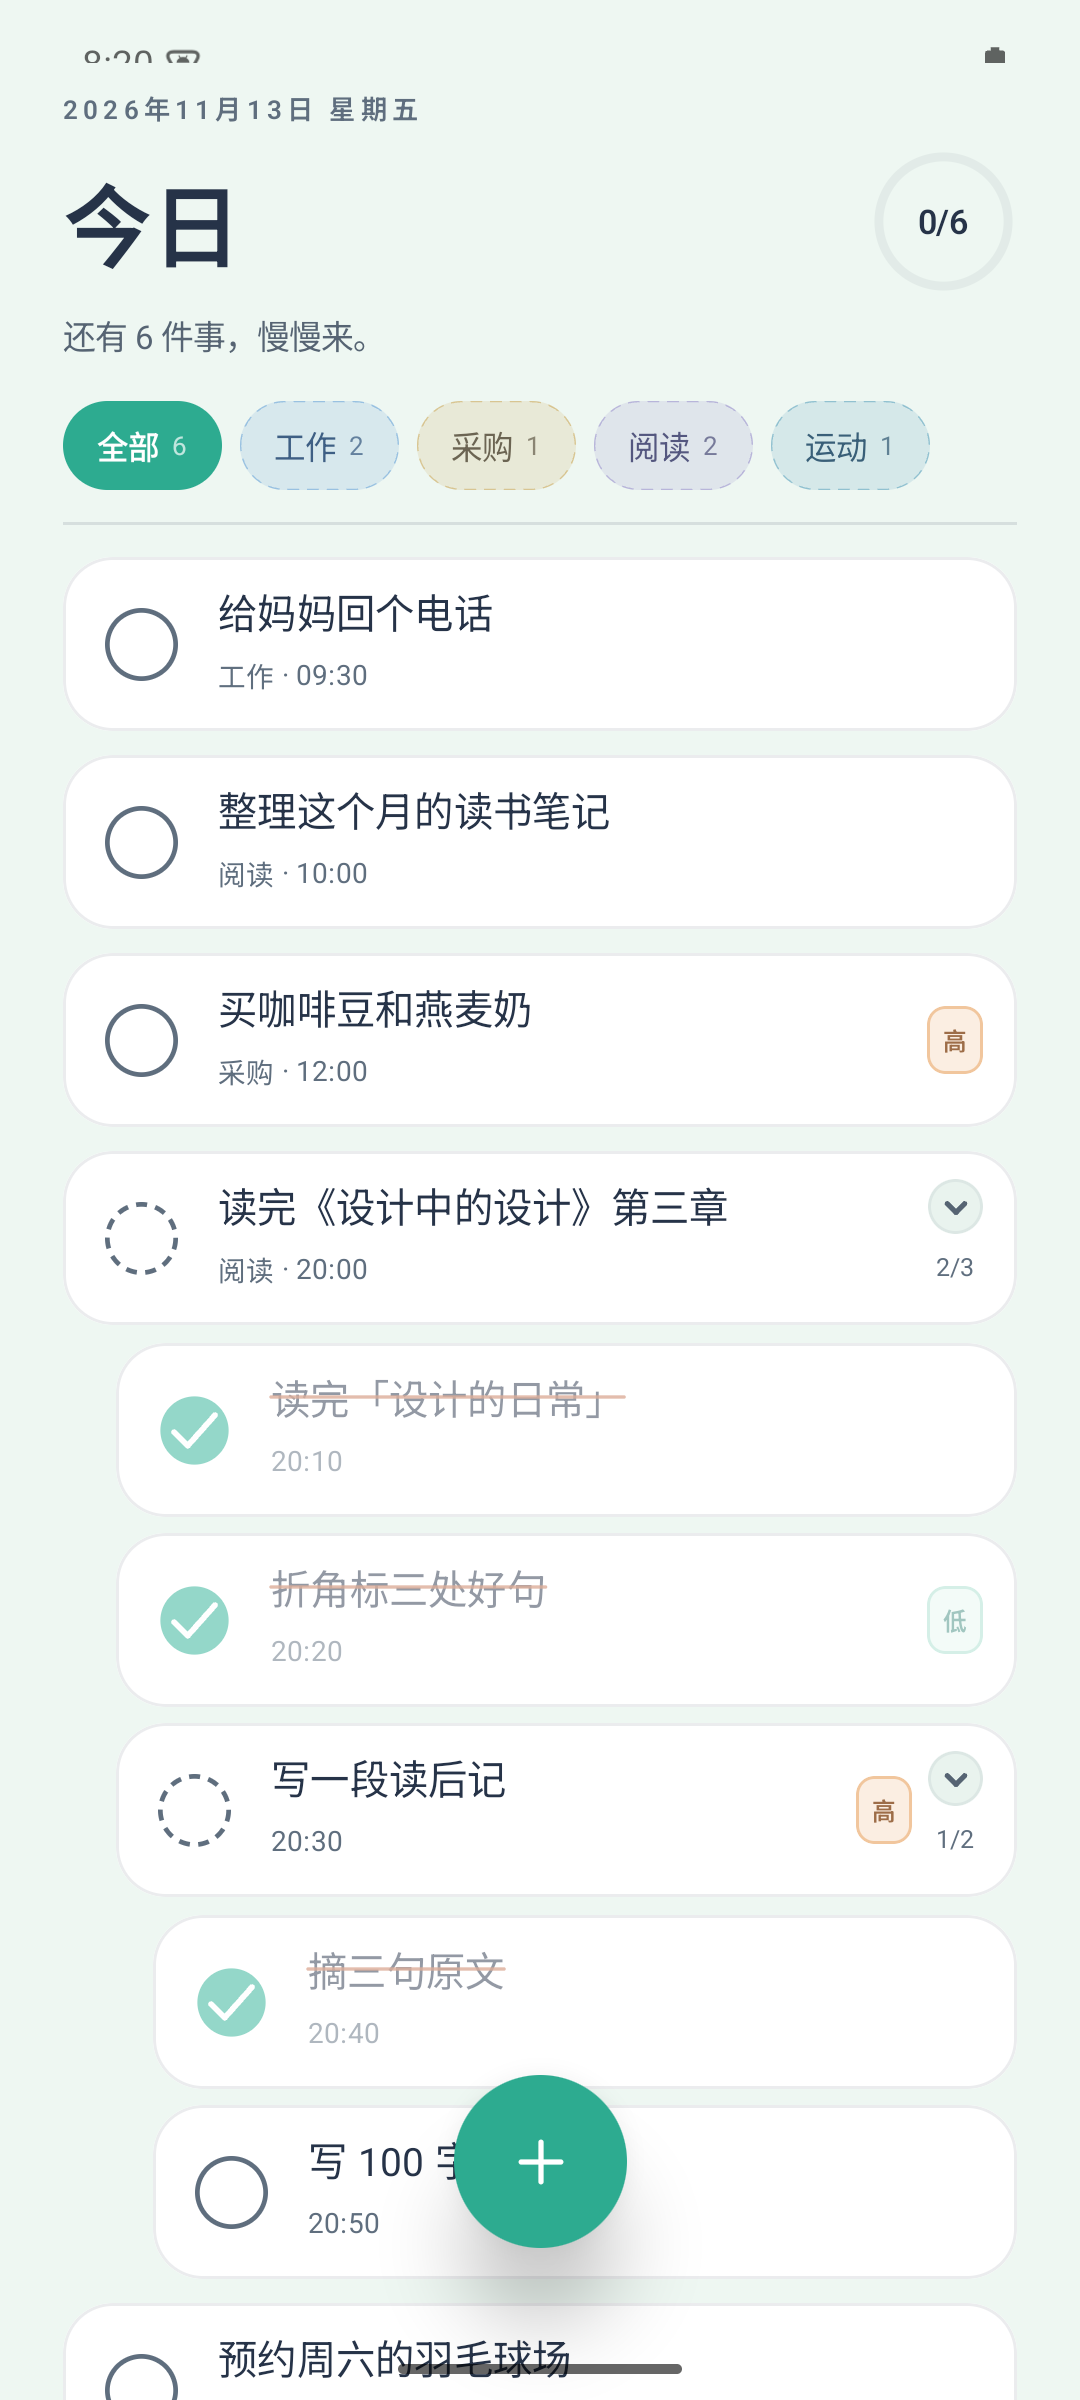 2026年11月13日 星期五
今日
0/6
还有 6 件事，慢慢来。
全部 6
工作 2
采购 1
阅读 2
运动 1
给妈妈回个电话
工作 · 09:30
整理这个月的读书笔记
阅读 · 10:00
买咖啡豆和燕麦奶
采购 · 12:00
高
读完《设计中的设计》第三章
阅读 · 20:00
2/3
读完「设计的日常」
20:10
折角标三处好句
20:20
低
写一段读后记
20:30
高
1/2
摘三句原文
20:40
写 100
20:50
预约周六的羽毛球场